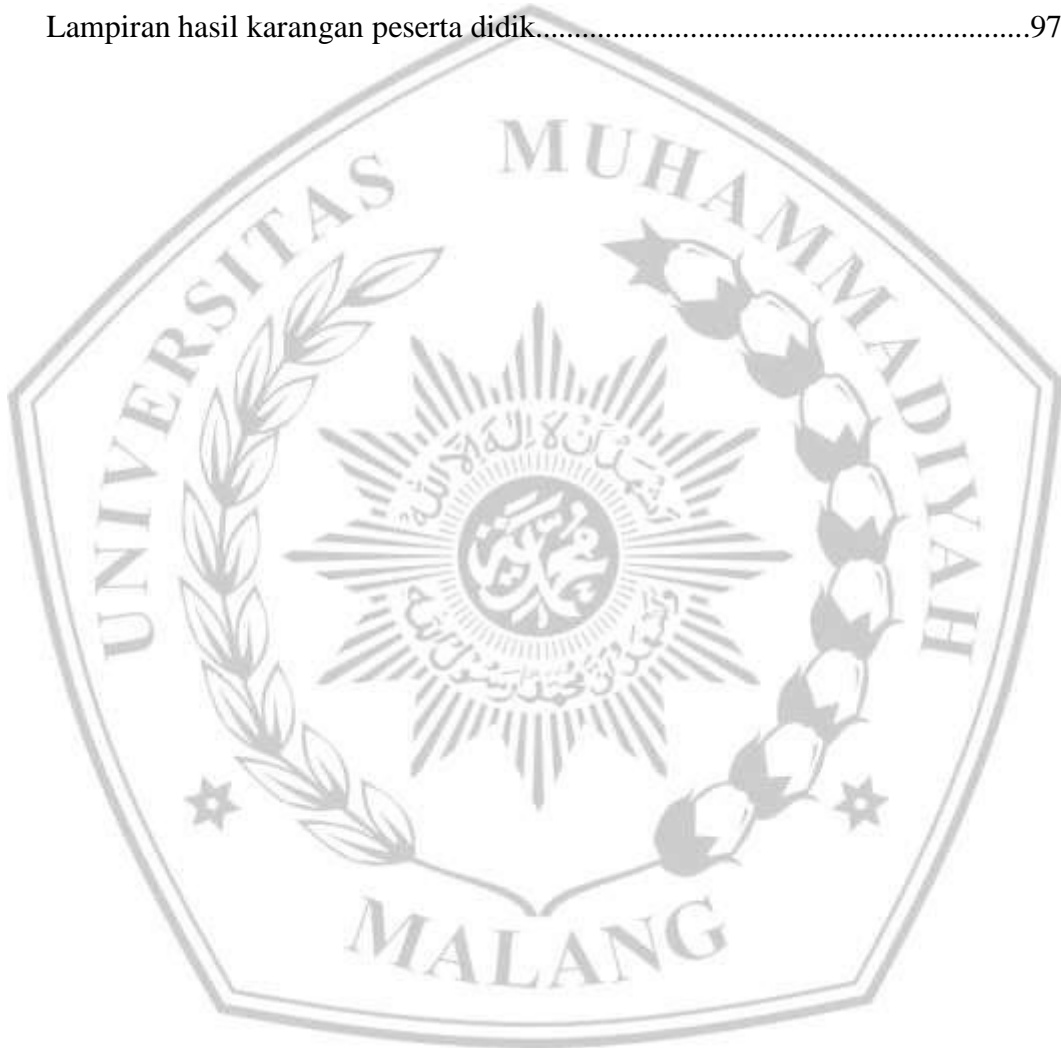 Lampiran hasil karangan peserta didik...............................................................97
UNIVERSITAS MUHAMMADIYAH
MALANG